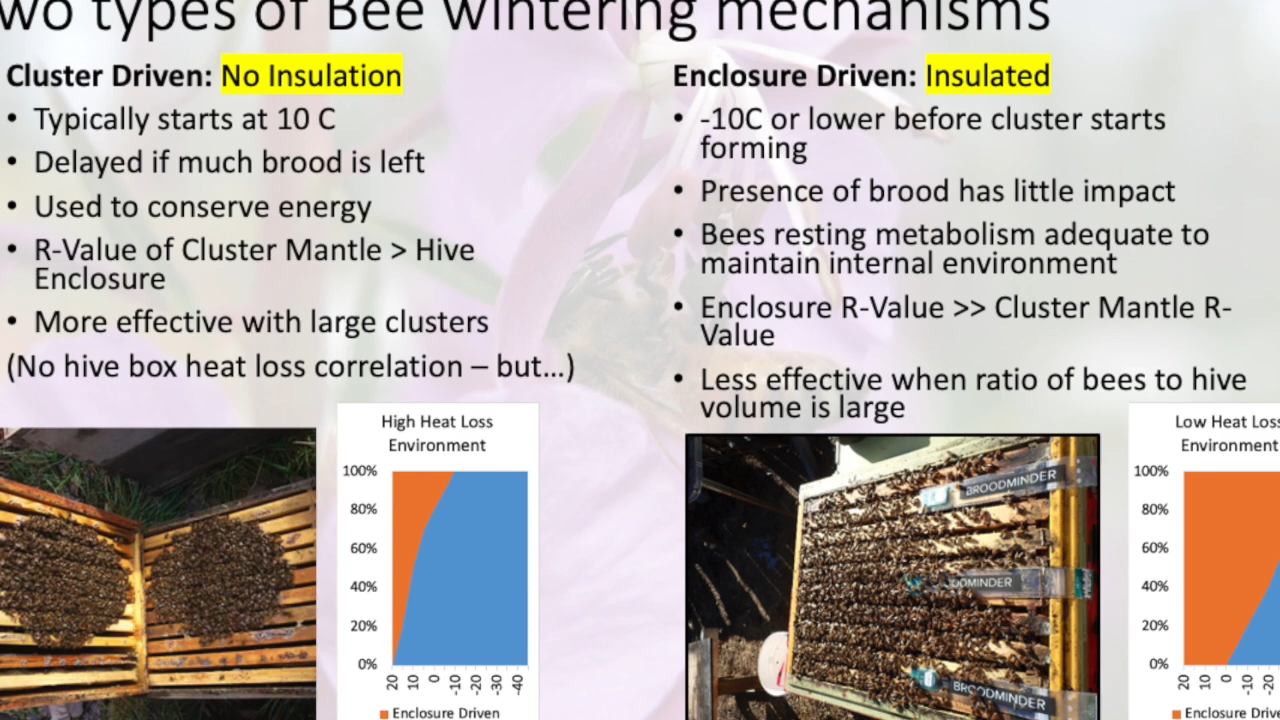 wo types of Bee wintering mechanisms
Cluster Driven: No Insulation
• Typically starts at 10 C
• Delayed if much brood is left
• Used to conserve energy
• R-Value of Cluster Mantle > Hive
Enclosure
• More effective with large clusters
(No hive box heat loss correlation – but...)
High Heat Loss
Environment
100%
80%
60%
40%
20%
0%
20 10 0 -10 -20 -30 -40
Enclosure Driven
Enclosure Driven: Insulated
• -10C or lower before cluster starts
forming
• Presence of brood has little impact
• Bees resting metabolism adequate to
maintain internal environment
• Enclosure R-Value >> Cluster Mantle R-
Value
• Less effective when ratio of bees to hive
volume is large
BROODMINDER
ODMINDER
BROODMINDER
Low Heat Loss
Environment
100%
80%
60%
40%
20%
0%
20 10 0 -10 -20
Enclosure Drive